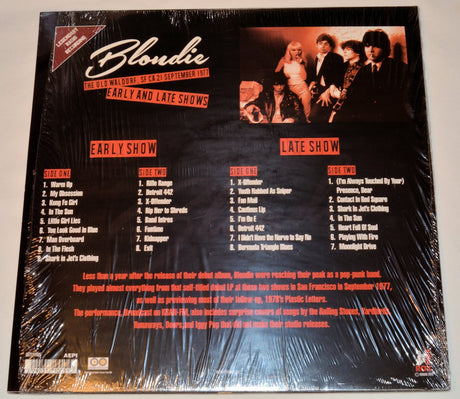 LEGENDARY
RADIO
RECORDING
Blondie
THE OLD WALDORF, SF CA 21 SEPTEMBER 1977
EARLY AND LATE SHOWS
EARLY SHOW
SIDE ONE
1. Warm Up
2. My Obsession
3. Kung Fu Girl
4. In The Sun
5. Little Girl Lies
6. You Look Good In Blue
7. Man Overboard
8. In The Flesh
9. Shark In Jet's Clothing
SIDE TWO
1. Rifle Range
2. Detroit 442
3. X-Offender
4. Rip Her to Shreds
5. Bond Intro
6. Funtime
7. Kidnapper
8. Exit
LATE SHOW
SIDE ONE
1. X-Offender
2. Youth Nabbed As Sniper
3. Fan Mail
4. Cautious Lip
5. I'm On E
6. Detroit 442
7. I Didn't Have the Nerve to Say No
8. Bermuda Triangle Blues
SIDE TWO
1. (I'm Always Touched By Your)
Presence, Dear
2. Contact in Red Square
3. Shark In Jet's Clothing
4. In The Sun
5. Heart Full Of Soul
6. Playing With Fire
7. Moonlight Drive
Less than a year after the release of their debut album, Blondie were reaching their peak as a pop-punk band.
They played almost everything from that self-titled debut LP at these two shows in San Francisco in September 1977,
as well as previewing most of their follow-up, 1978's Plastic Letters.
The performance, broadcast on KSAN-FM, also includes surprise covers of songs by the Rolling Stones, Yardbirds,
Runaways, Doors, and Iggy Pop that did not make their studio releases.
AEPI